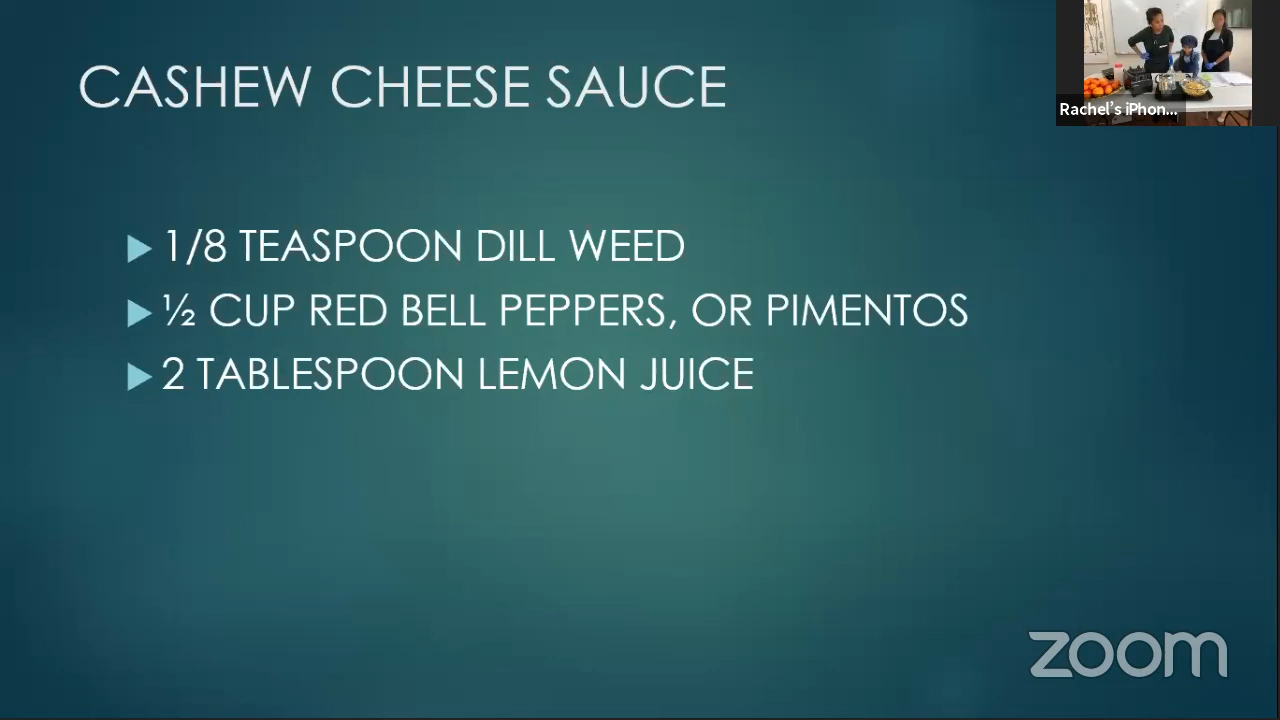 CASHEW CHEESE SAUCE
Rachel’s iPhon...
1/8 TEASPOON DILL WEED
½ CUP RED BELL PEPPERS, OR PIMENTOS
2 TABLESPOON LEMON JUICE
zoom